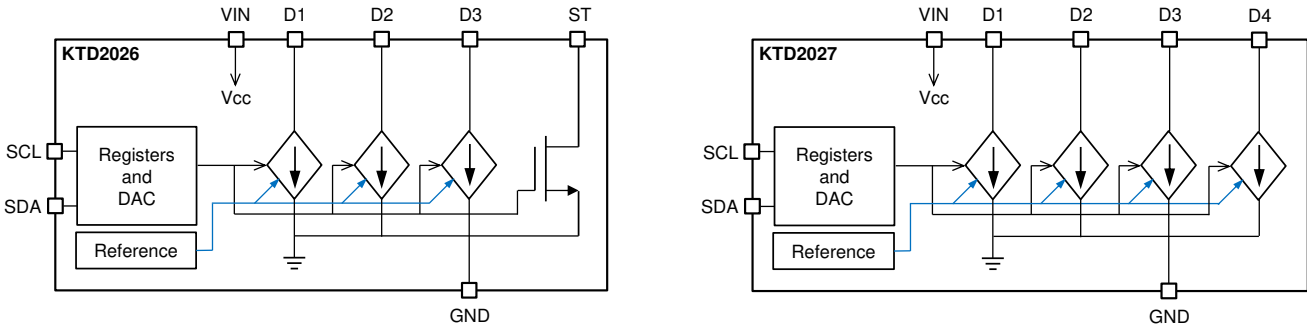 VIN D1 D2 D3 ST
KTD2026
Vcc
SCL
SDA
Registers
and
DAC
Reference
GND
VIN D1 D2 D3 D4
KTD2027
Vcc
SCL
SDA
Registers
and
DAC
Reference
GND